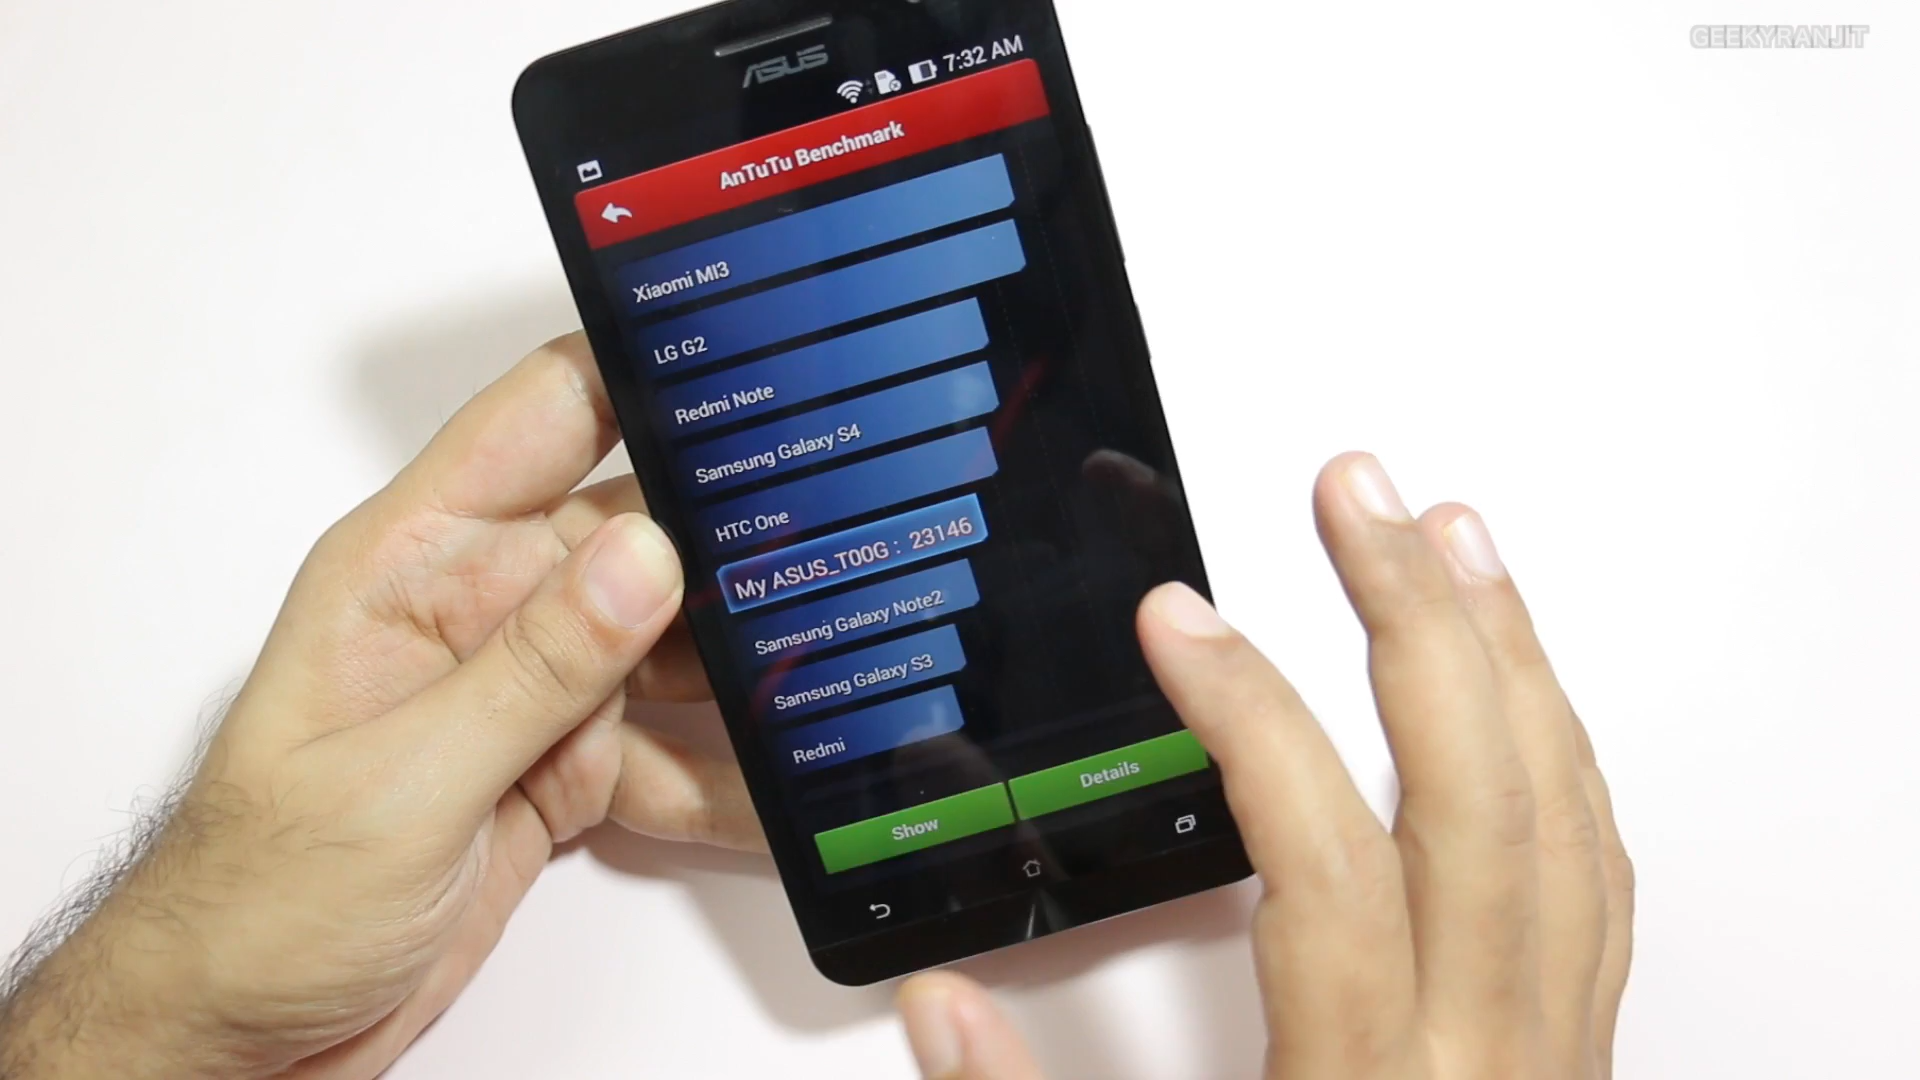 GEEKYRANJIT
ASUS
7:32 AM
AnTuTu Benchmark
Xiaomi MI3
LG G2
Redmi Note
Samsung Galaxy S4
HTC One
My ASUS_T00G : 23146
Samsung Galaxy Note2
Samsung Galaxy S3
Redmi
Show
Details